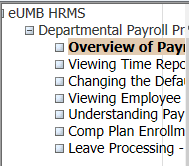 eUMB HRMS
Departmental Payroll Pr
Overview of Payr
Viewing Time Repo
Changing the Defau
Viewing Employee
Understanding Pay
Comp Plan Enrollm
Leave Processing -